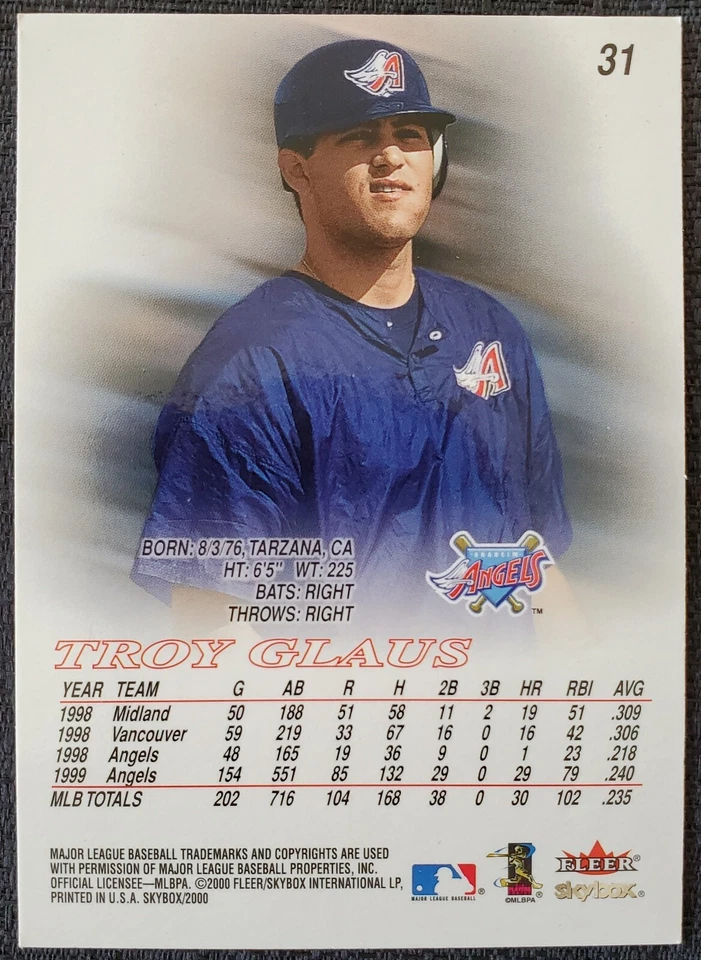 31
A
A
BORN: 8/3/76, TARZANA, CA
HT: 6'5" WT: 225
BATS: RIGHT
THROWS: RIGHT
ANAHEIM
ANGELS
TM
TROY GLAUS
YEAR TEAM G AB R H 2B 3B HR RBI AVG
1998 Midland 50 188 51 58 11 2 19 51 .309
1998 Vancouver 59 219 33 67 16 0 16 42 .306
1998 Angels 48 165 19 36 9 0 1 23 .218
1999 Angels 154 551 85 132 29 0 29 79 .240
MLB TOTALS 202 716 104 168 38 0 30 102 .235
MAJOR LEAGUE BASEBALL TRADEMARKS AND COPYRIGHTS ARE USED
WITH PERMISSION OF MAJOR LEAGUE BASEBALL PROPERTIES, INC.
OFFICIAL LICENSEE—MLBPA. ©2000 FLEER/SKYBOX INTERNATIONAL LP,
PRINTED IN U.S.A. SKYBOX/2000
®
MAJOR LEAGUE BASEBALL
©MLBPA
FLEER®
skybox®